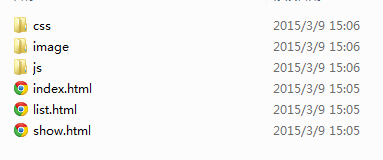 css 2015/3/9 15:06
image 2015/3/9 15:06
js 2015/3/9 15:06
index.html 2015/3/9 15:05
list.html 2015/3/9 15:05
show.html 2015/3/9 15:05